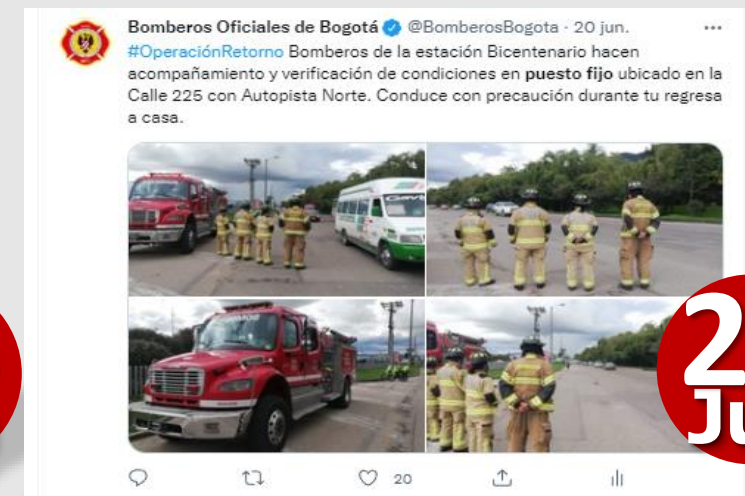 Bomberos Oficiales de Bogotá @BomberosBogota · 20 jun.
#OperaciónRetorno Bomberos de la estación Bicentenario hacen
acompañamiento y verificación de condiciones en puesto fijo ubicado en la
Calle 225 con Autopista Norte. Conduce con precaución durante tu regresa
a casa.
20
2
Ju